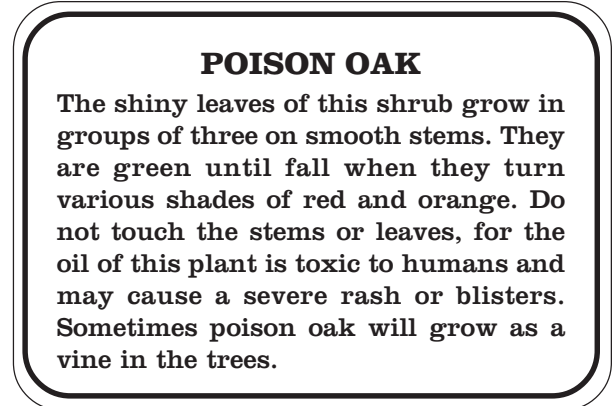 POISON OAK
The shiny leaves of this shrub grow in
groups of three on smooth stems. They
are green until fall when they turn
various shades of red and orange. Do
not touch the stems or leaves, for the
oil of this plant is toxic to humans and
may cause a severe rash or blisters.
Sometimes poison oak will grow as a
vine in the trees.